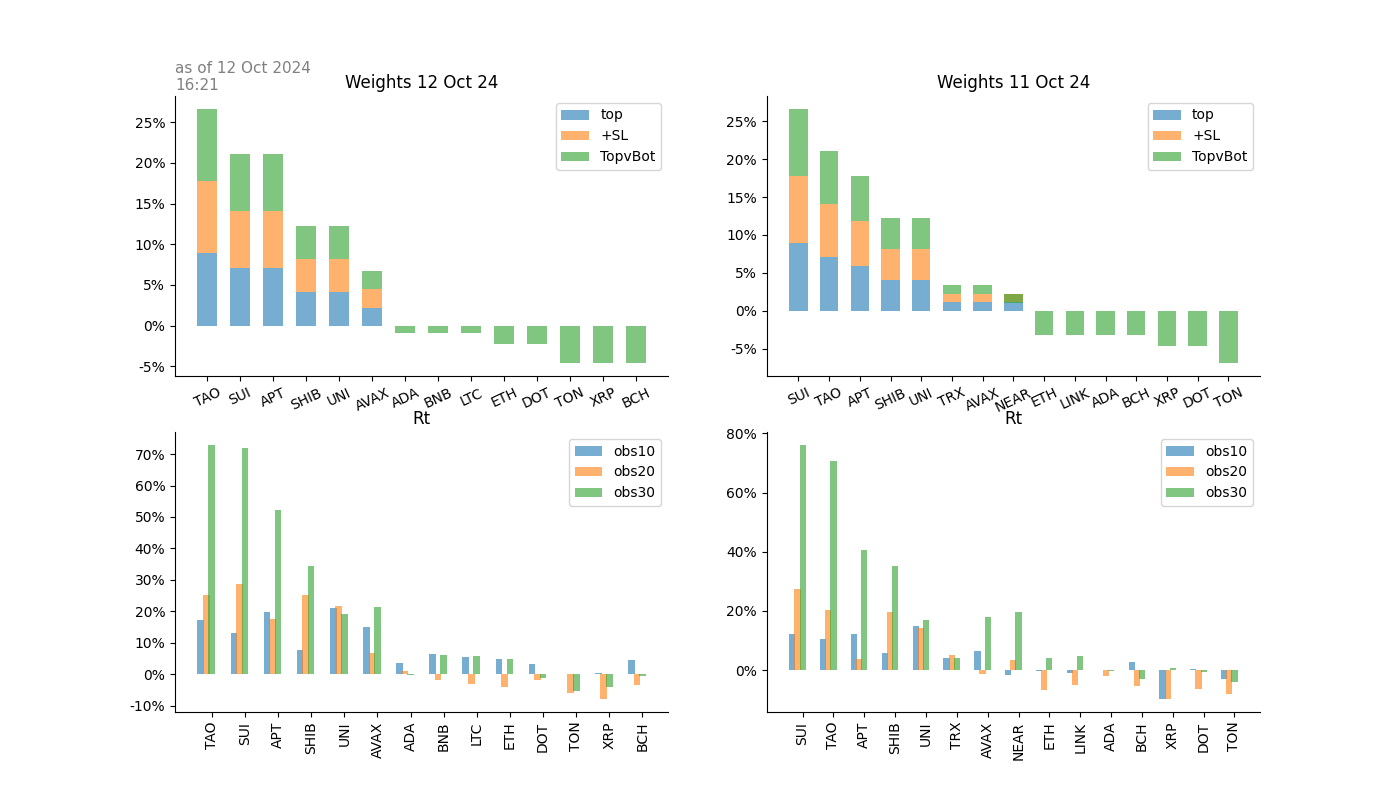 as of 12 Oct 2024
16:21
Weights 12 Oct 24
25%
20%
15%
10%
5%
0%
-5%
top
+SL
TopvBot
TAO SUI APT SHIB UNI AVAX ADA BNB LTC ETH DOT TON XRP BCH
Weights 11 Oct 24
25%
20%
15%
10%
5%
0%
-5%
top
+SL
TopvBot
SUI TAO APT SHIB UNI TRX AVAX NEAR ETH LINK ADA BCH XRP DOT TON
Rt
70%
60%
50%
40%
30%
20%
10%
0%
-10%
obs10
obs20
obs30
TAO SUI APT SHIB UNI AVAX ADA BNB LTC ETH DOT TON XRP BCH
Rt
80%
60%
40%
20%
0%
obs10
obs20
obs30
SUI TAO APT SHIB UNI TRX AVAX NEAR ETH LINK ADA BCH XRP DOT TON